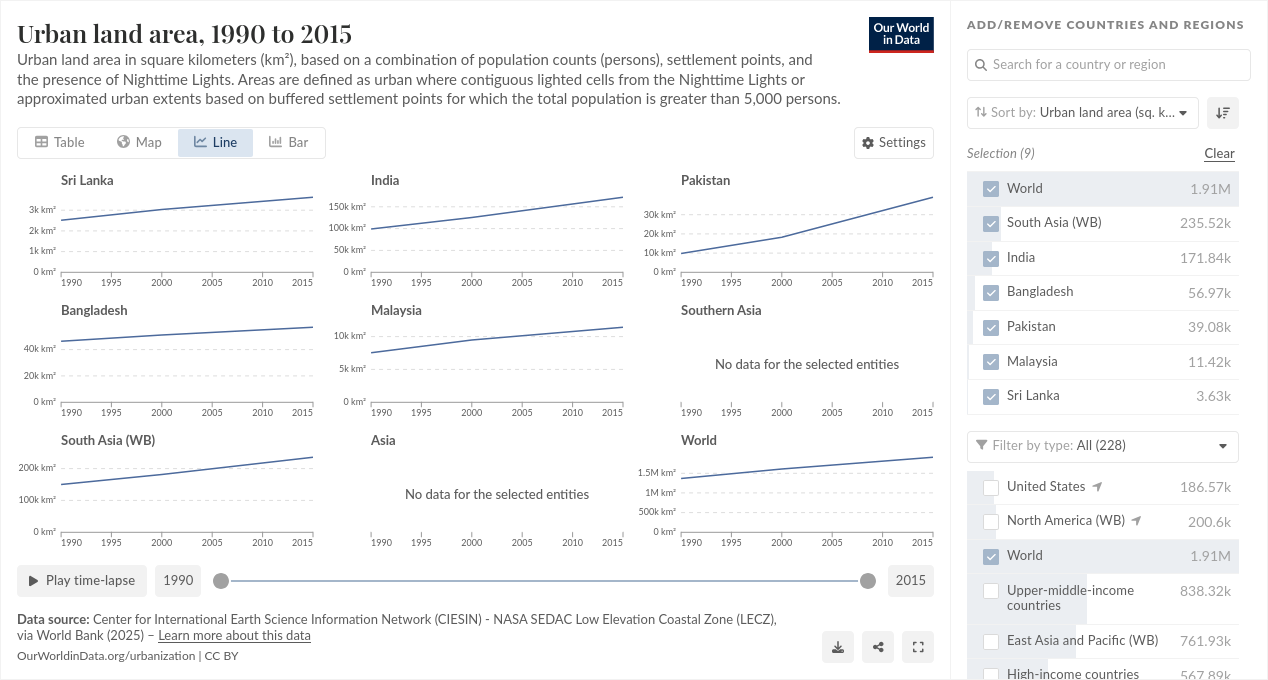 Urban land area, 1990 to 2015
Urban land area in square kilometers (km²), based on a combination of population counts (persons), settlement points, and
the presence of Nighttime Lights. Areas are defined as urban where contiguous lighted cells from the Nighttime Lights or
approximated urban extents based on buffered settlement points for which the total population is greater than 5,000 persons.
Our World
in Data
Table
Map
Line
Bar
Settings
Sri Lanka
3k km²
2k km²
1k km²
0 km²
1990 1995 2000 2005 2010 2015
India
150k km²
100k km²
50k km²
0 km²
1990 1995 2000 2005 2010 2015
Pakistan
30k km²
20k km²
10k km²
0 km²
1990 1995 2000 2005 2010 2015
Bangladesh
40k km²
20k km²
0 km²
1990 1995 2000 2005 2010 2015
Malaysia
10k km²
5k km²
0 km²
1990 1995 2000 2005 2010 2015
Southern Asia
No data for the selected entities
1990 1995 2000 2005 2010 2015
South Asia (WB)
200k km²
100k km²
0 km²
1990 1995 2000 2005 2010 2015
Asia
No data for the selected entities
1990 1995 2000 2005 2010 2015
World
1.5M km²
1M km²
500k km²
0 km²
1990 1995 2000 2005 2010 2015
Play time-lapse
1990
2015
Data source: Center for International Earth Science Information Network (CIESIN) - NASA SEDAC Low Elevation Coastal Zone (LECZ),
via World Bank (2025) – Learn more about this data
OurWorldinData.org/urbanization | CC BY
ADD/REMOVE COUNTRIES AND REGIONS
Search for a country or region
Sort by: Urban land area (sq. k...
Selection (9)
Clear
World 1.91M
South Asia (WB) 235.52k
India 171.84k
Bangladesh 56.97k
Pakistan 39.08k
Malaysia 11.42k
Sri Lanka 3.63k
Filter by type: All (228)
United States 186.57k
North America (WB) 200.6k
World 1.91M
Upper-middle-income
countries 838.32k
East Asia and Pacific (WB) 761.93k
High-income countries 567.89k